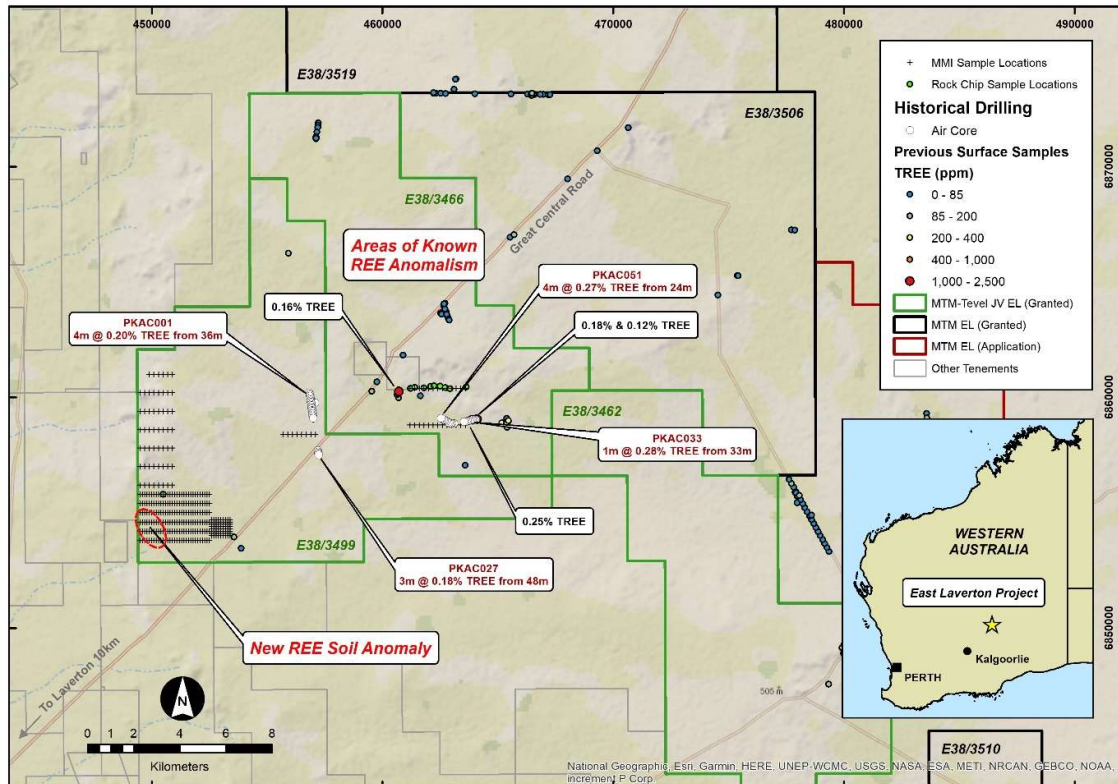 450000
460000
470000
480000
490000
E38/3519
E38/3506
+ MMI Sample Locations
Rock Chip Sample Locations
Historical Drilling
Air Core
Previous Surface Samples
TREE (ppm)
0 - 85
85 - 200
200 - 400
400 - 1,000
1,000 - 2,500
MTM-Tevel JV EL (Granted)
MTM EL (Granted)
MTM EL (Application)
Other Tenements
6870000
E38/3466
Great Central Road
Areas of Known
REE Anomalism
PKAC051
4m @ 0.27% TREE from 24m
0.16% TREE
0.18% & 0.12% TREE
PKAC001
4m @ 0.20% TREE from 36m
6860000
E38/3462
PKAC033
1m @ 0.28% TREE from 33m
0.25% TREE
E38/3499
PKAC027
3m @ 0.18% TREE from 48m
New REE Soil Anomaly
WESTERN
AUSTRALIA
East Laverton Project
Kalgoorlie
PERTH
6850000
To Laverton 10km
N
505 m
0 1 2 4 6 8
Kilometers
E38/3510
National Geographic, Esri, Garmin, HERE, UNEP-WCMC, USGS, NASA, ESA, METI, NRCAN, GEBCO, NOAA,
increment P Corp.